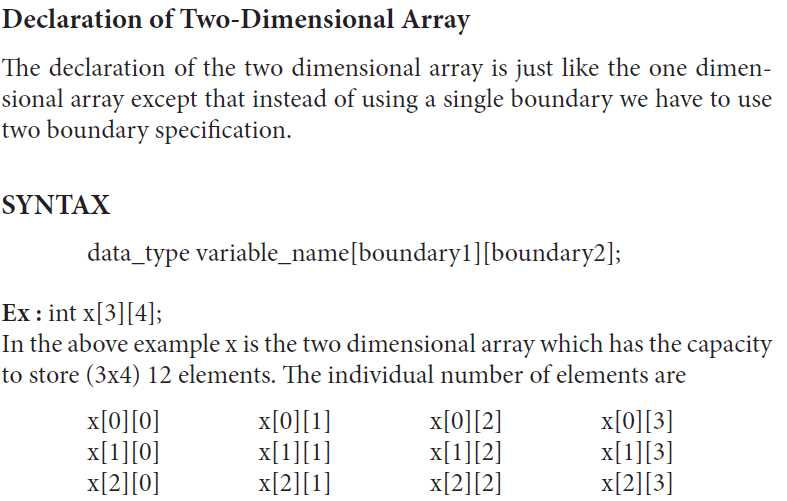 Declaration of Two-Dimensional Array
The declaration of the two dimensional array is just like the one dimen-
sional array except that instead of using a single boundary we have to use
two boundary specification.
SYNTAX
data_type variable_name[boundary1][boundary2];
Ex : int x[3][4];
In the above example x is the two dimensional array which has the capacity
to store (3x4) 12 elements. The individual number of elements are
x[0][0] x[0][1] x[0][2] x[0][3]
x[1][0] x[1][1] x[1][2] x[1][3]
x[2][0] x[2][1] x[2][2] x[2][3]